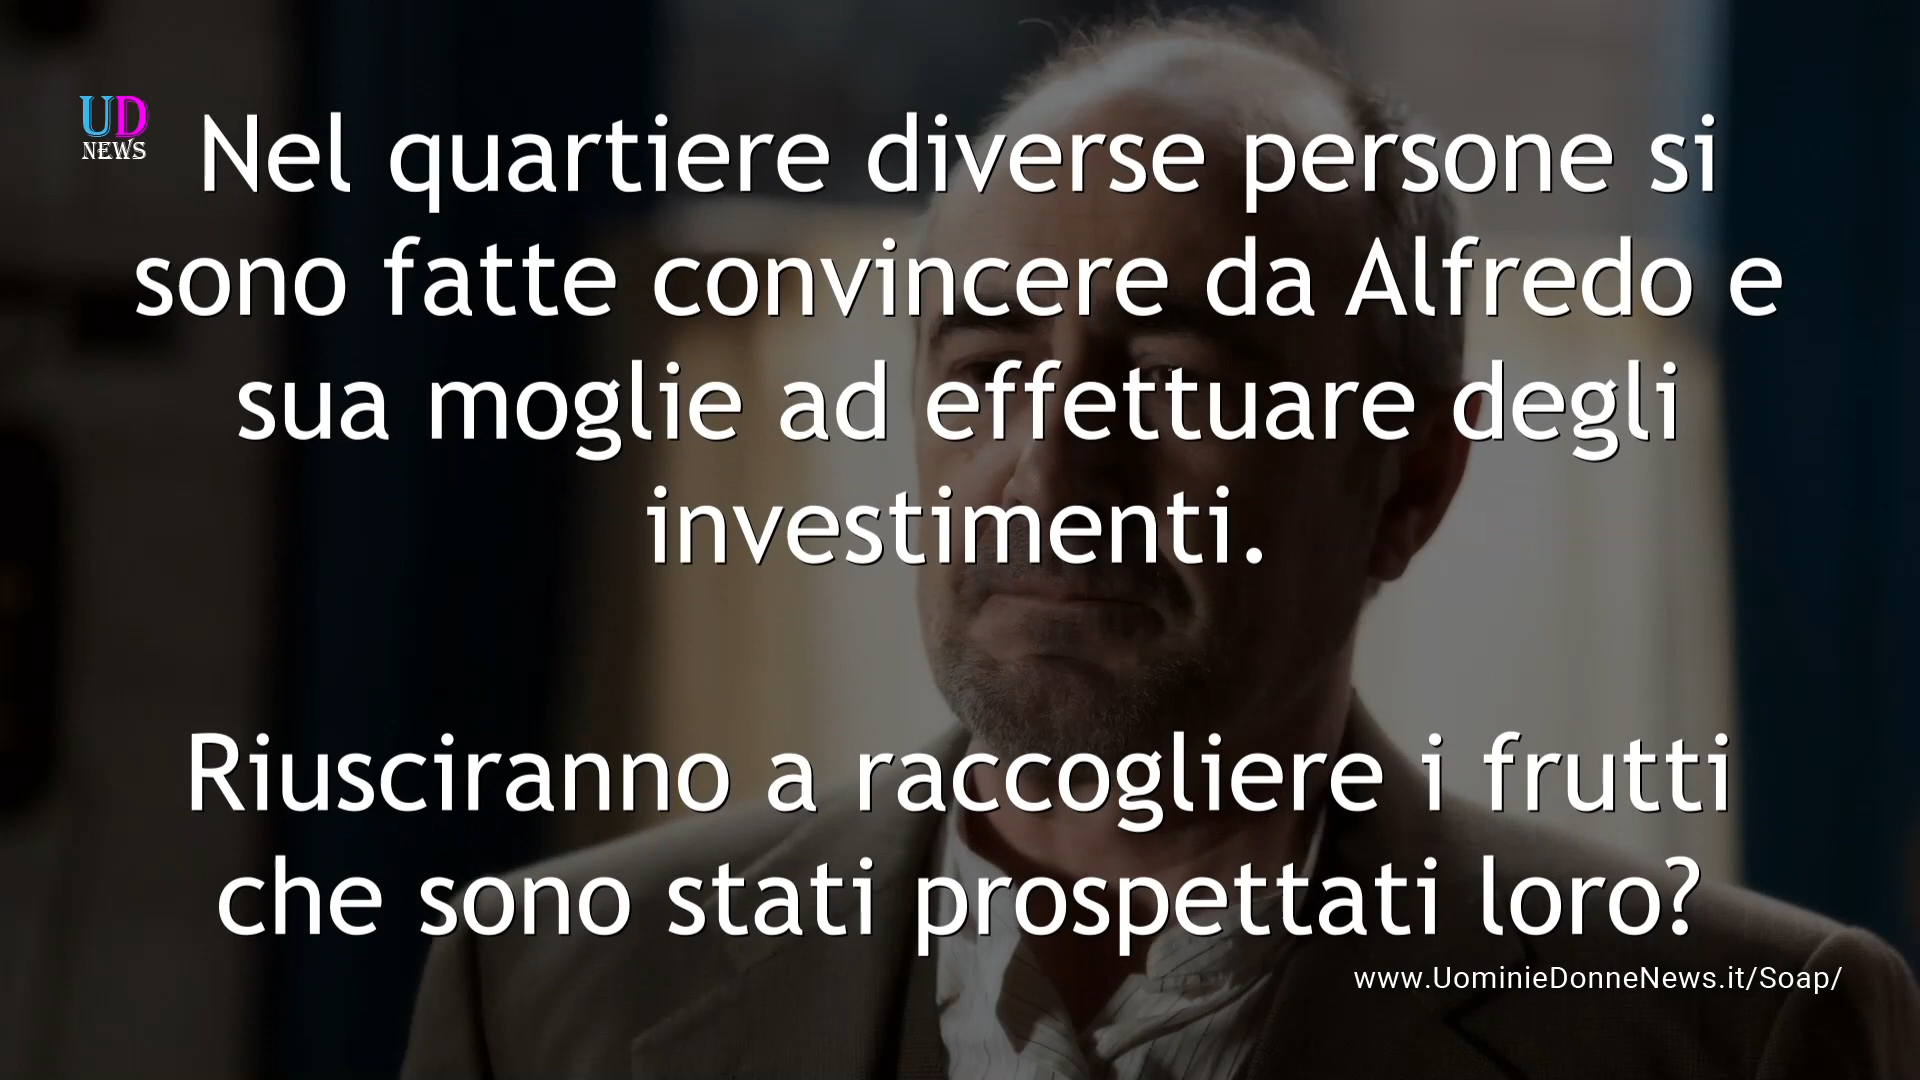 UD
NEWS
Nel quartiere diverse persone si
sono fatte convincere da Alfredo e
sua moglie ad effettuare degli
investimenti.
Riusciranno a raccogliere i frutti
che sono stati prospettati loro?
www.UominieDonneNews.it/Soap/